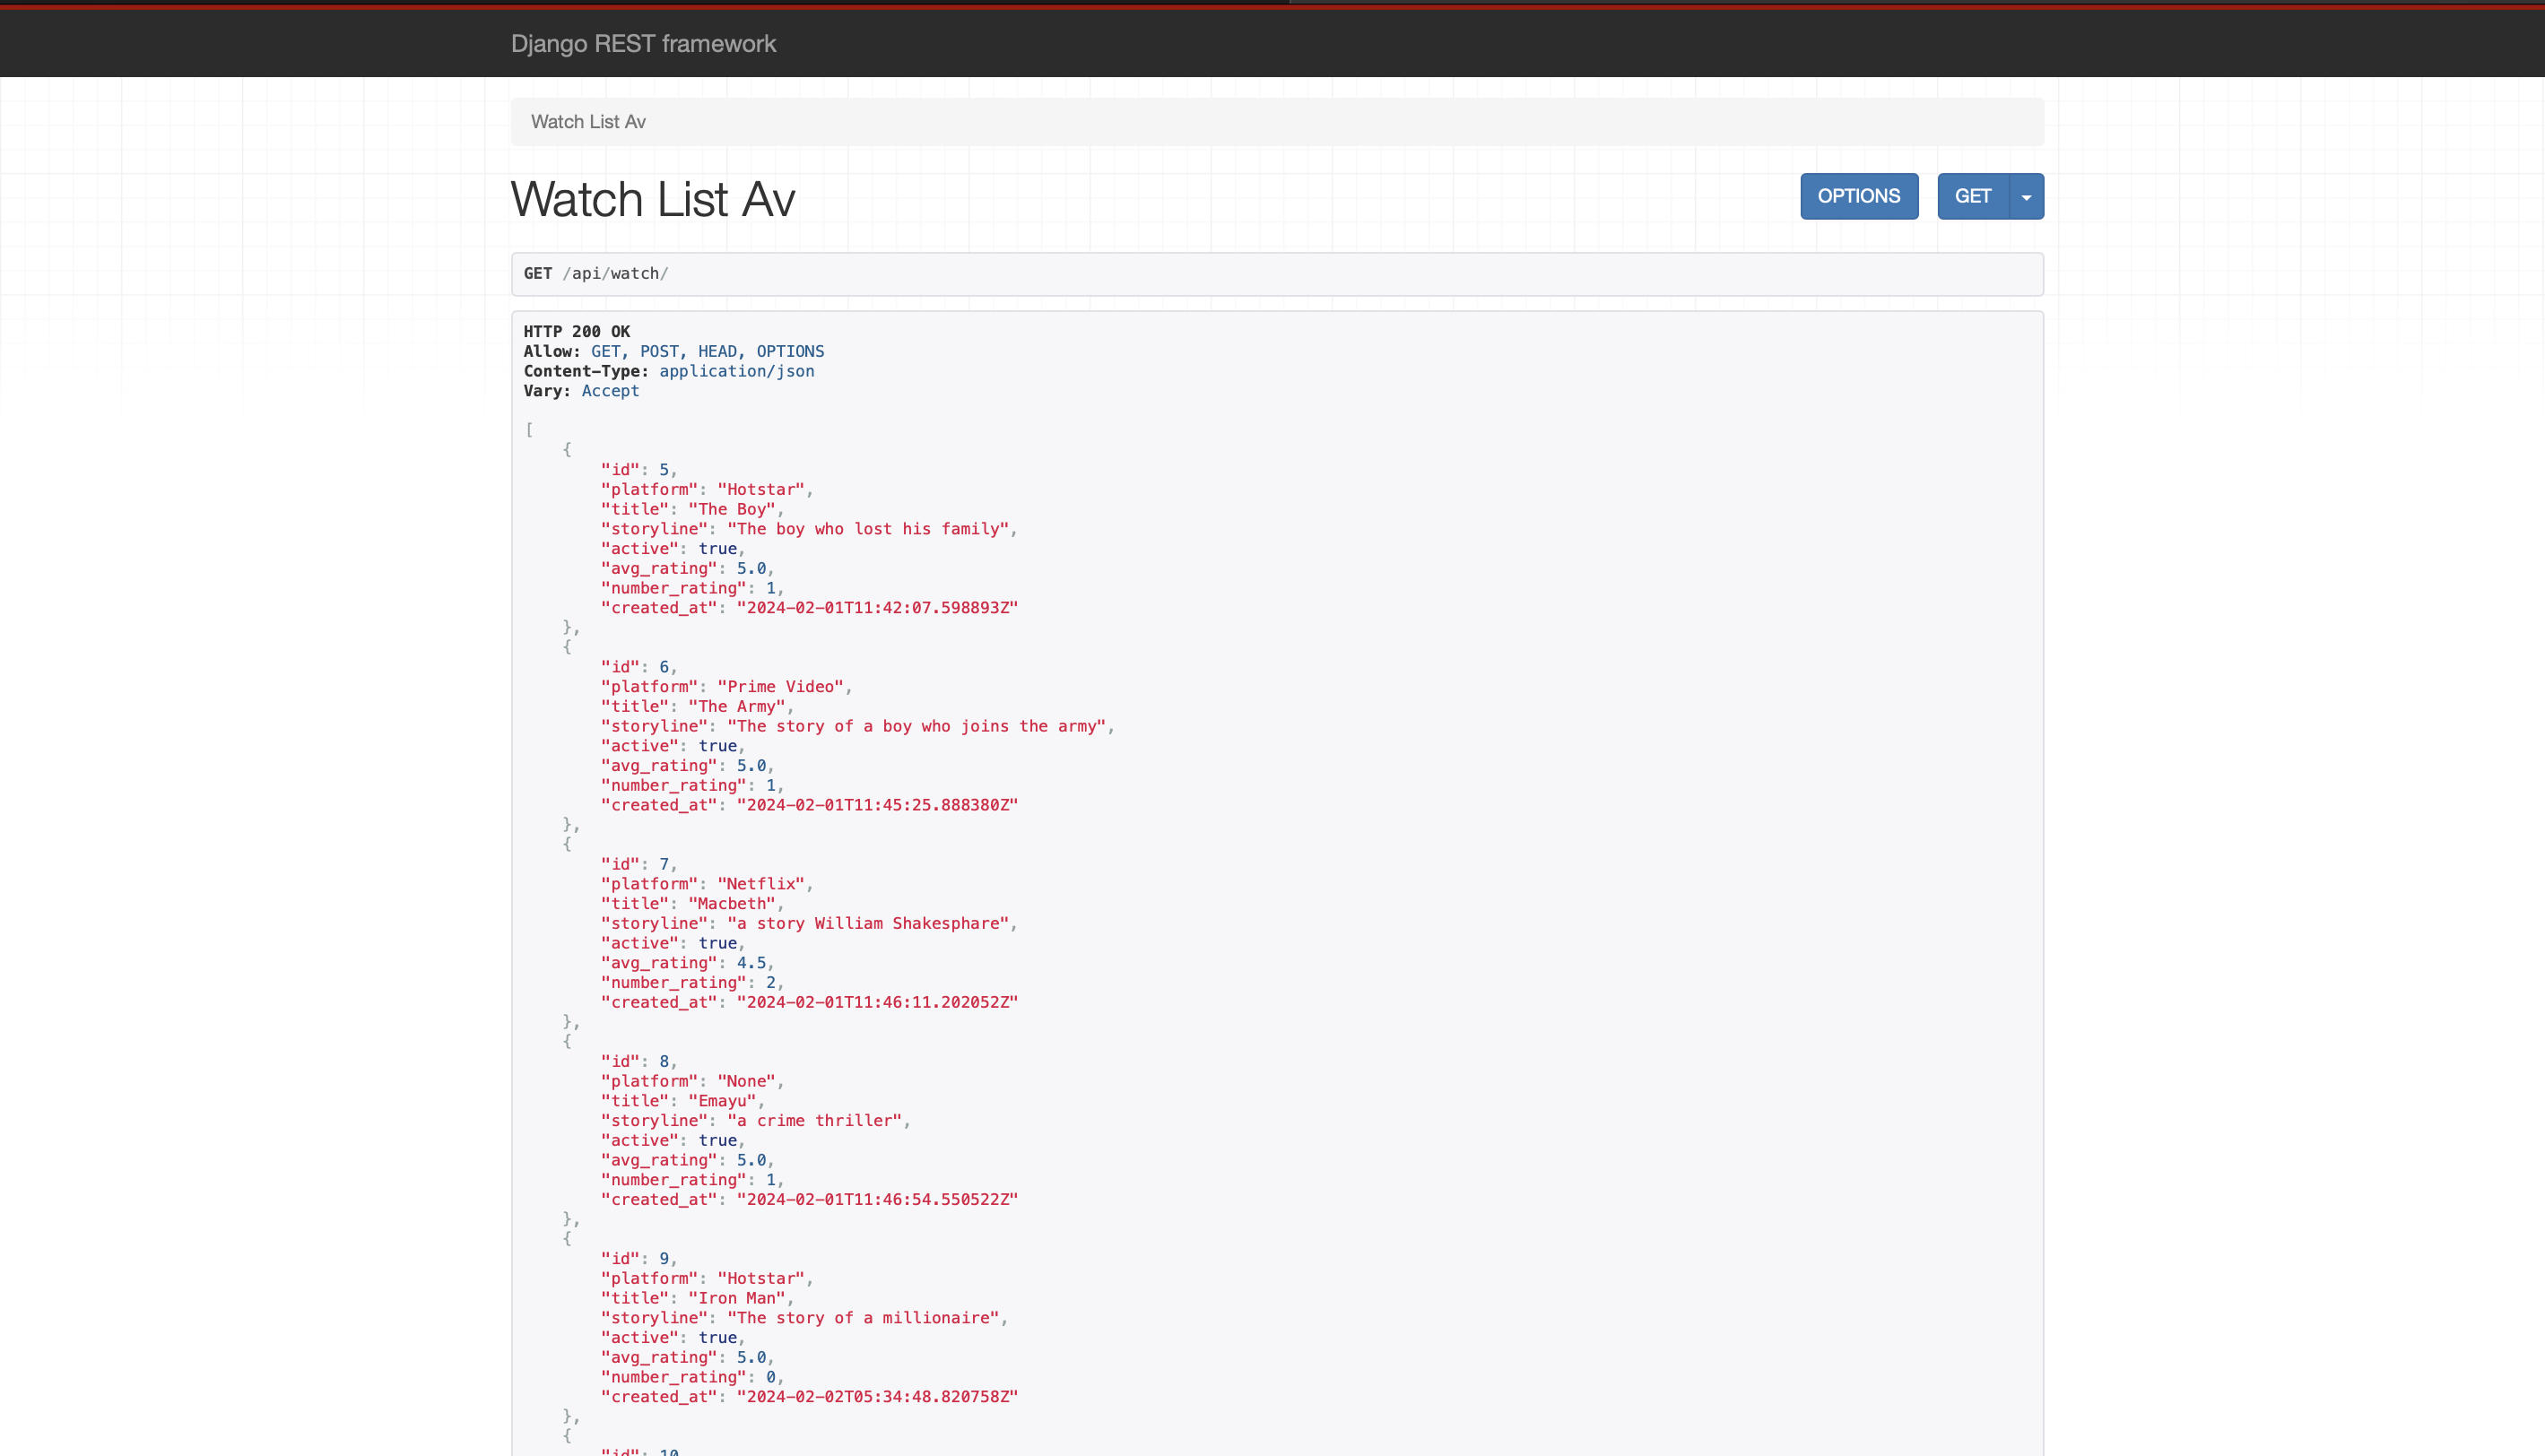 Django REST framework
Watch List Av
Watch List Av
OPTIONS
GET
GET /api/watch/
HTTP 200 OK
Allow: GET, POST, HEAD, OPTIONS
Content-Type: application/json
Vary: Accept
[
    {
        "id": 5,
        "platform": "Hotstar",
        "title": "The Boy",
        "storyline": "The boy who lost his family",
        "active": true,
        "avg_rating": 5.0,
        "number_rating": 1,
        "created_at": "2024-02-01T11:42:07.598893Z"
    },
    {
        "id": 6,
        "platform": "Prime Video",
        "title": "The Army",
        "storyline": "The story of a boy who joins the army",
        "active": true,
        "avg_rating": 5.0,
        "number_rating": 1,
        "created_at": "2024-02-01T11:45:25.888380Z"
    },
    {
        "id": 7,
        "platform": "Netflix",
        "title": "Macbeth",
        "storyline": "a story William Shakesphare",
        "active": true,
        "avg_rating": 4.5,
        "number_rating": 2,
        "created_at": "2024-02-01T11:46:11.202052Z"
    },
    {
        "id": 8,
        "platform": "None",
        "title": "Emayu",
        "storyline": "a crime thriller",
        "active": true,
        "avg_rating": 5.0,
        "number_rating": 1,
        "created_at": "2024-02-01T11:46:54.550522Z"
    },
    {
        "id": 9,
        "platform": "Hotstar",
        "title": "Iron Man",
        "storyline": "The story of a millionaire",
        "active": true,
        "avg_rating": 5.0,
        "number_rating": 0,
        "created_at": "2024-02-02T05:34:48.820758Z"
    },
    {
        "id": 10